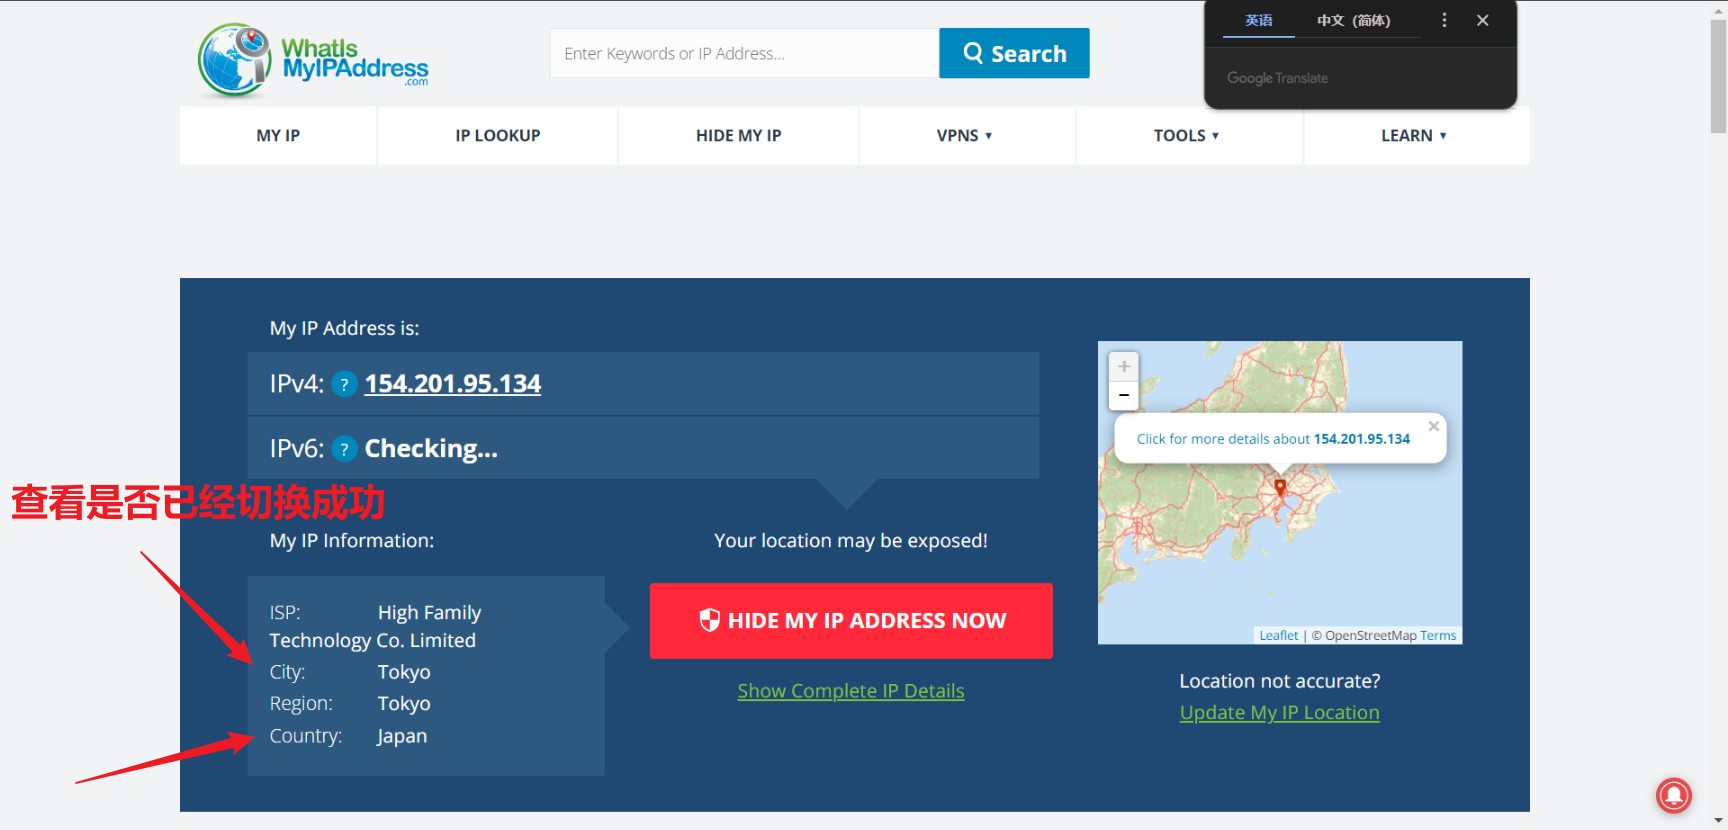 WhatIs
MyIPAddress
.com
Enter Keywords or IP Address...
Search
英语
中文（简体）
Google Translate
MY IP
IP LOOKUP
HIDE MY IP
VPNS ▼
TOOLS ▼
LEARN ▼
My IP Address is:
IPv4: ? 154.201.95.134
IPv6: ? Checking...
查看是否已经切换成功
My IP Information:
ISP: High Family
Technology Co. Limited
City: Tokyo
Region: Tokyo
Country: Japan
Your location may be exposed!
HIDE MY IP ADDRESS NOW
Show Complete IP Details
+
−
Click for more details about 154.201.95.134
×
Leaflet | © OpenStreetMap Terms
Location not accurate?
Update My IP Location